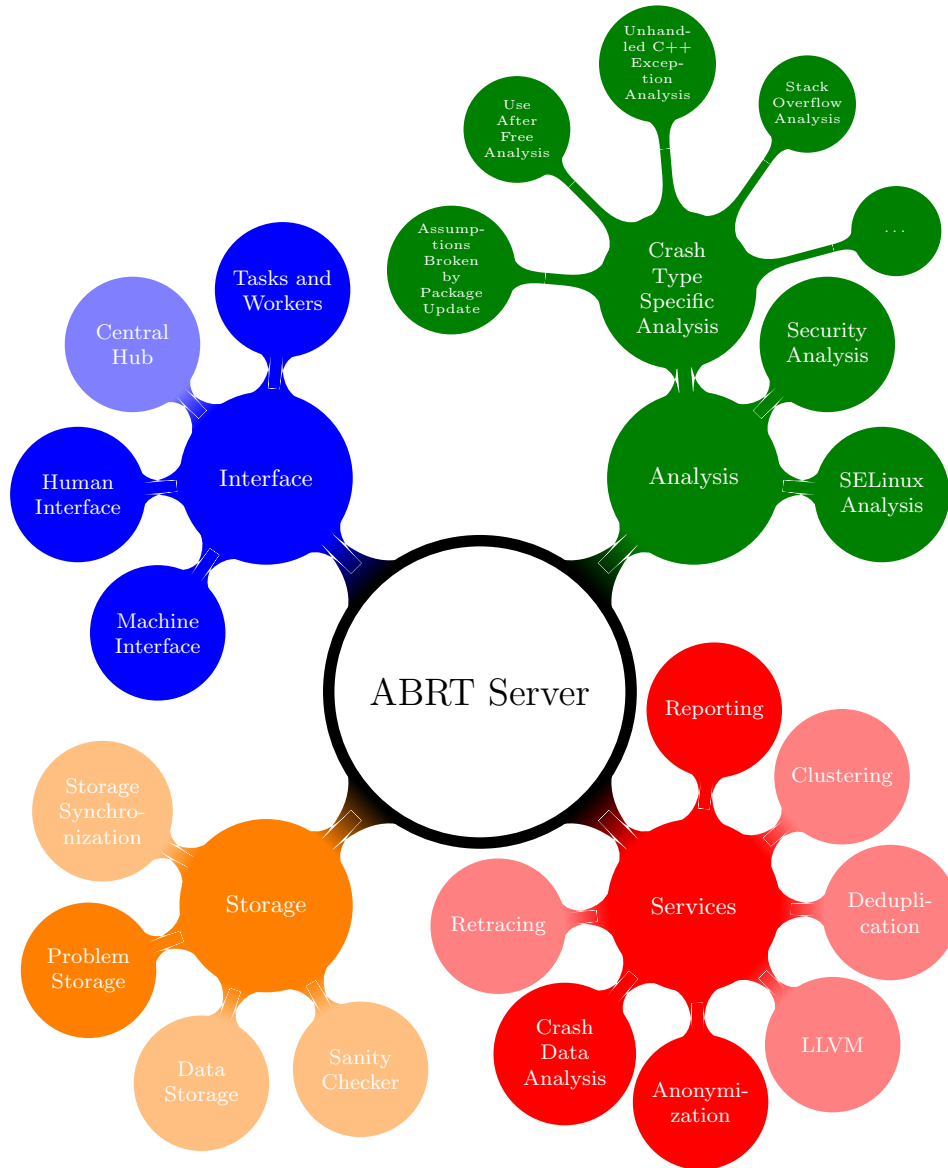 Unhand-
led C++
Excep-
tion
Analysis
Stack
Overflow
Analysis
Use
After
Free
Analysis
Assump-
tions
Broken
by
Package
Update
. . .
Crash
Type
Specific
Analysis
Tasks and
Workers
Central
Hub
Security
Analysis
Human
Interface
Interface
Analysis
SELinux
Analysis
Machine
Interface
ABRT Server
Reporting
Storage
Synchro-
nization
Clustering
Storage
Services
Retracing
Dedupli-
cation
Problem
Storage
Data
Storage
Sanity
Checker
Crash
Data
Analysis
LLVM
Anonymi-
zation